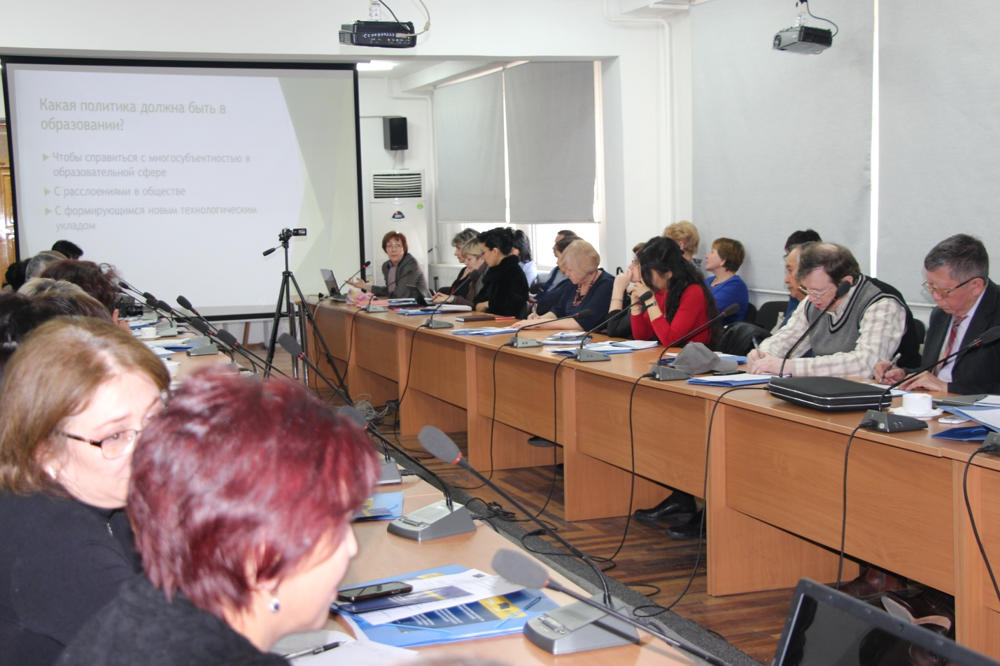 Какая политика должна быть в
образовании?
Чтобы справиться с многосубъектностью в
образовательной сфере
С расслоениями в обществе
С формирующимся новым технологическим
укладом